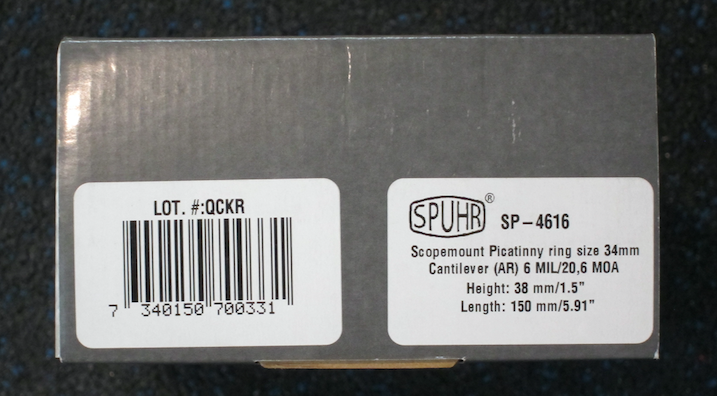 LOT. #:QCKR
7 340150 700331
SPUHR® SP-4616
Scopemount Picatinny ring size 34mm
Cantilever (AR) 6 MIL/20,6 MOA
Height: 38 mm/1.5"
Length: 150 mm/5.91"